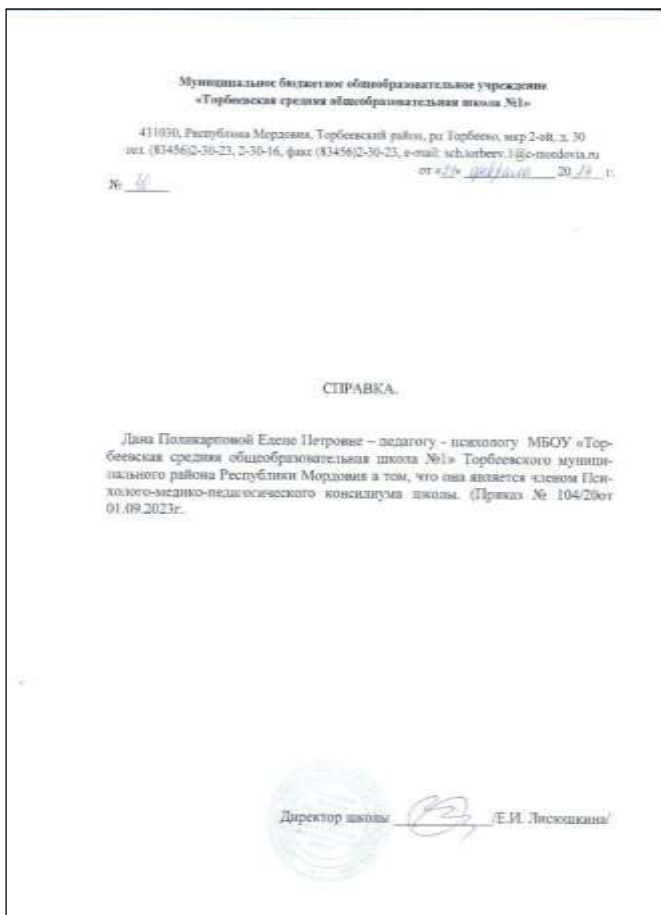 Муниципальное бюджетное общеобразовательное учреждение
«Торбеевская средняя общеобразовательная школа №1»
431030, Республика Мордовия, Торбеевский район, рп Торбеево, мкр 2-ой, д. 30
тел. (83456)2-30-23, 2-30-16, факс (83456)2-30-23, e-mail: sch.torbeev.1@e-mordovia.ru
от « » февраля 20 г.
№
СПРАВКА.
Дана Поликарповой Елене Петровне – педагогу - психологу МБОУ «Тор-
беевская средняя общеобразовательная школа №1» Торбеевского муници-
пального района Республики Мордовия в том, что она является членом Пси-
холого-медико-педагогического консилиума школы. (Приказ № 104/20от
01.09.2023г.
Директор школы /Е.И. Лисюшкина/